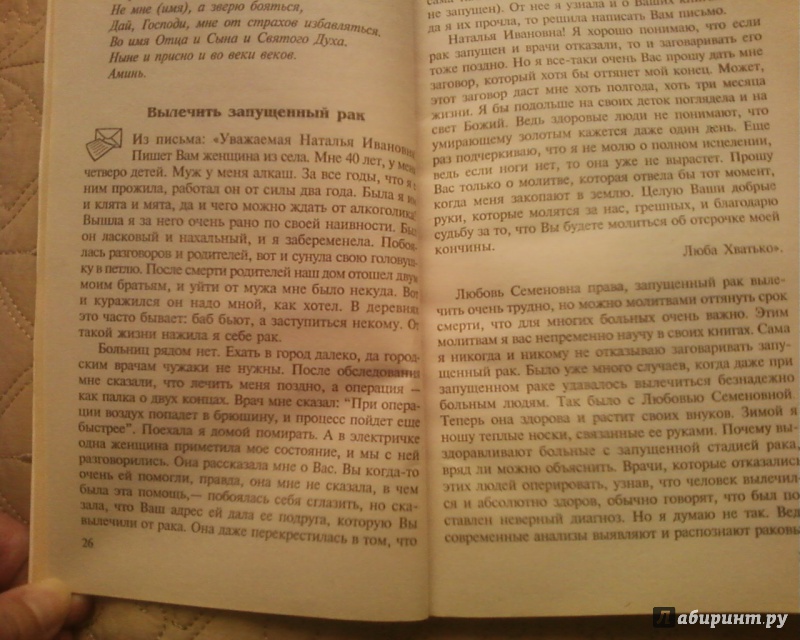 Не мне (имя), а зверю бояться,
Дай, Господи, мне от страхов избавляться.
Во имя Отца и Сына и Святого Духа.
Ныне и присно и во веки веков.
Аминь.
Вылечить запущенный рак
Из письма: «Уважаемая Наталья Ивановна
Пишет Вам женщина из села. Мне 40 лет, у меня
четверо детей. Муж у меня алкаш. За все годы, что я с
ним прожила, работал он от силы два года. Была я им
и клята и мята, да и чего можно ждать от алкоголика?
Вышла я за него очень рано по своей наивности. Был
он ласковый и нахальный, и я забеременела. Побоя-
лась разговоров и родителей, вот и сунула свою головуш-
ку в петлю. После смерти родителей наш дом отошел двум
моим братьям, и уйти от мужа мне было некуда. Вот
и куражился он надо мной, как хотел. В деревнях
это часто бывает: баб бьют, а заступиться некому. От
такой жизни нажила я себе рак.
Больниц рядом нет. Ехать в город далеко, да город-
ским врачам чужаки не нужны. После обследования
мне сказали, что лечить меня поздно, а операция —
как палка о двух концах. Врач мне сказал: "При опера-
ции воздух попадет в брюшину, и процесс пойдет еще
быстрее". Поехала я домой помирать. А в электричке
одна женщина приметила мое состояние, и мы с ней
разговорились. Она рассказала мне о Вас. Вы когда-то
очень ей помогли, правда, она мне не сказала, в чем
была эта помощь,— побоялась себя сглазить, но ска-
зала, что Ваш адрес ей дала ее подруга, которую Вы
вылечили от рака. Она даже перекрестилась в том, что
26
не запущен). От нее я узнала и о Ваших
да я их прочла, то решила написать Вам письмо.
Наталья Ивановна! Я хорошо понимаю, что если
рак запущен и врачи отказали, то и заговаривать его
тоже поздно. Но я все-таки очень Вас прошу дать мне
заговор, который хотя бы оттянет мой конец. Может,
этот заговор даст мне хоть полгода, хоть три месяца
жизни. Я бы подольше на своих деток поглядела и на
свет Божий. Ведь здоровые люди не понимают, что
умирающему золотым кажется даже один день. Еще
раз подчеркиваю, что я не молю о полном исцелении,
ведь если ноги нет, то она уже не вырастет. Прошу
Вас только о молитве, которая отвела бы тот момент,
когда меня закопают в землю. Целую Ваши добрые
руки, которые молятся за нас, грешных, и благодарю
судьбу за то, что Вы будете молиться об отсрочке моей
кончины.
Люба Хватько».
Любовь Семеновна права, запущенный рак выле-
чить очень трудно, но можно молитвами оттянуть срок
смерти, что для многих больных очень важно. Этим
молитвам я вас непременно научу в своих книгах. Сама
я никогда и никому не отказываю заговаривать запу-
щенный рак. Было уже много случаев, когда даже при
запущенном раке удавалось вылечиться безнадежно
больным людям. Так было с Любовью Семеновной.
Теперь она здорова и растит своих внуков. Зимой я
ношу теплые носки, связанные ее руками. Почему вы-
здоравливают больные с запущенной стадией рака,
вряд ли можно объяснить. Врачи, которые отказались
этих людей оперировать, узнав, что человек вылечил-
ся и абсолютно здоров, обычно говорят, что был по-
ставлен неверный диагноз. Но я думаю не так. Вед
современные анализы выявляют и распознают раковы
Лабиринт.ру